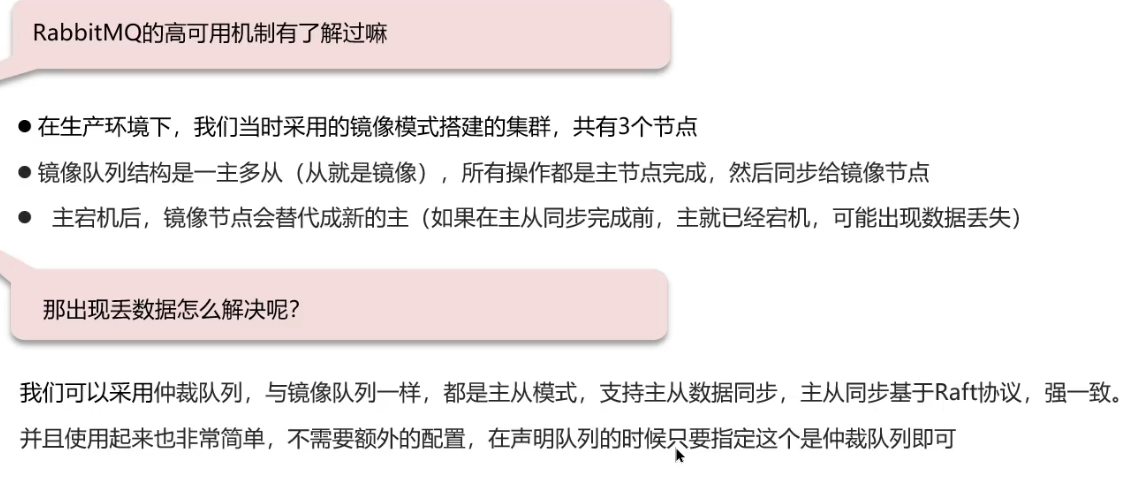 RabbitMQ的高可用机制有了解过嘛
● 在生产环境下，我们当时采用的镜像模式搭建的集群，共有3个节点
● 镜像队列结构是一主多从（从就是镜像），所有操作都是主节点完成，然后同步给镜像节点
● 主宕机后，镜像节点会替代成新的主（如果在主从同步完成前，主就已经宕机，可能出现数据丢失）
那出现丢数据怎么解决呢？
我们可以采用仲裁队列，与镜像队列一样，都是主从模式，支持主从数据同步，主从同步基于Raft协议，强一致。
并且使用起来也非常简单，不需要额外的配置，在声明队列的时候只要指定这个是仲裁队列即可